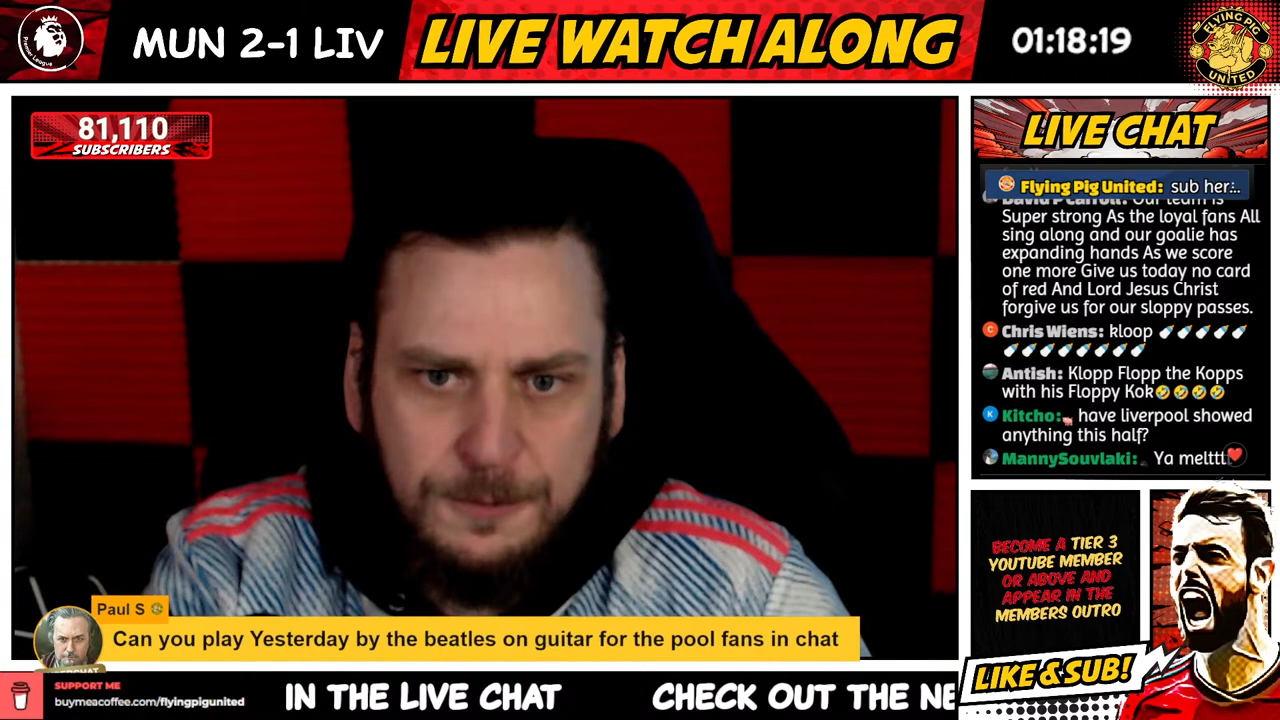 Premier League
MUN 2-1 LIV
LIVE WATCH ALONG
01:18:19
FLYING PIG
UNITED
81,110
SUBSCRIBERS
LIVE CHAT
Flying Pig United: sub her...
David P Carroll: Our team is
Super strong As the loyal fans All
sing along and our goalie has
expanding hands As we score
one more Give us today no card
of red And Lord Jesus Christ
forgive us for our sloppy passes.
C Chris Wiens: kloop
Antish: Klopp Flopp the Kopps
with his Floppy Kok
K Kitcho: have liverpool showed
anything this half?
MannySouvlaki: Ya melttt
Paul S
Can you play Yesterday by the beatles on guitar for the pool fans in chat
BECOME A TIER 3
YOUTUBE MEMBER
OR ABOVE AND
APPEAR IN THE
MEMBERS OUTRO
LIKE & SUB!
SUPPORT ME
buymeacoffee.com/flyingpigunited
IN THE LIVE CHAT
CHECK OUT THE NE